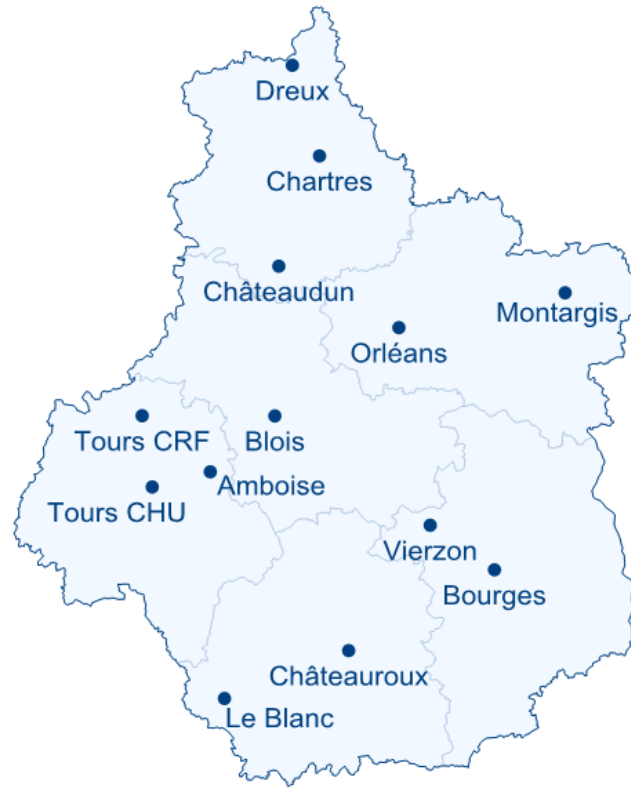 Dreux
Chartres
Châteaudun
Montargis
Orléans
Tours CRF
Blois
Amboise
Tours CHU
Vierzon
Bourges
Châteauroux
Le Blanc